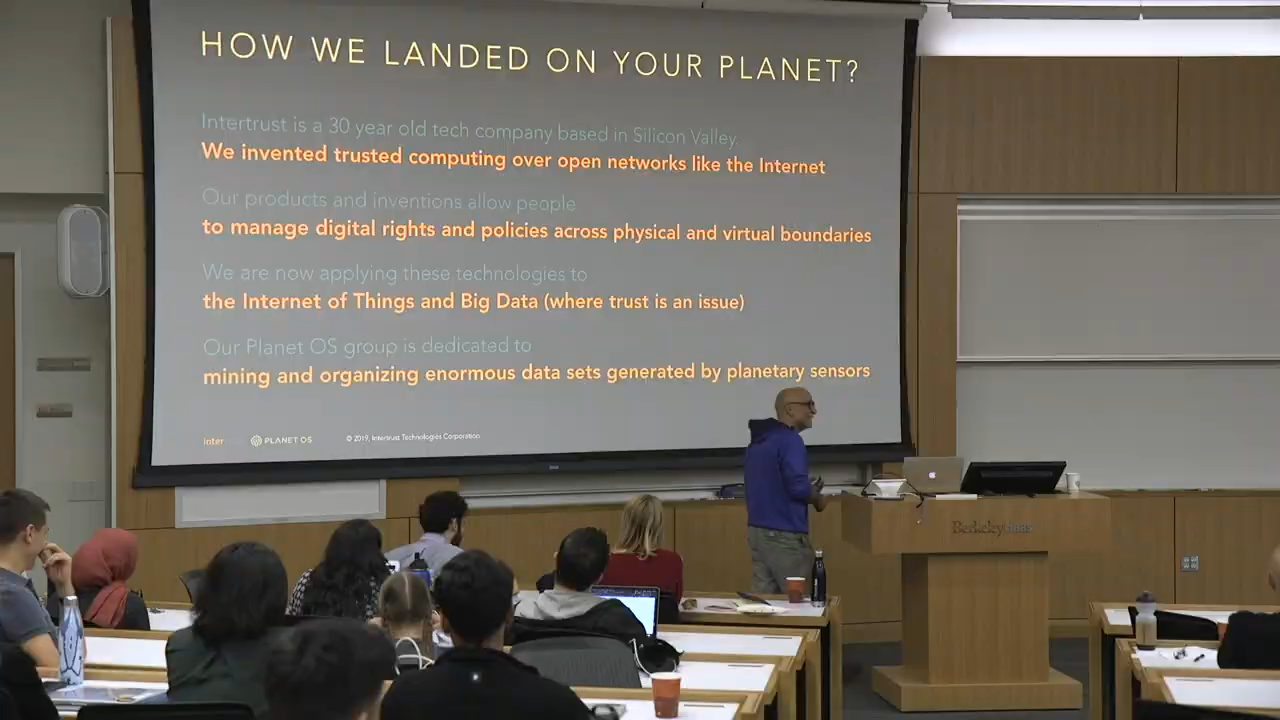 HOW WE LANDED ON YOUR PLANET?
Intertrust is a 30 year old tech company based in Silicon Valley.
We invented trusted computing over open networks like the Internet
Our products and inventions allow people
to manage digital rights and policies across physical and virtual boundaries
We are now applying these technologies to
the Internet of Things and Big Data (where trust is an issue)
Our Planet OS group is dedicated to
mining and organizing enormous data sets generated by planetary sensors
inter
PLANET OS
© 2019, Intertrust Technologies Corporation
BerkeleyHaas